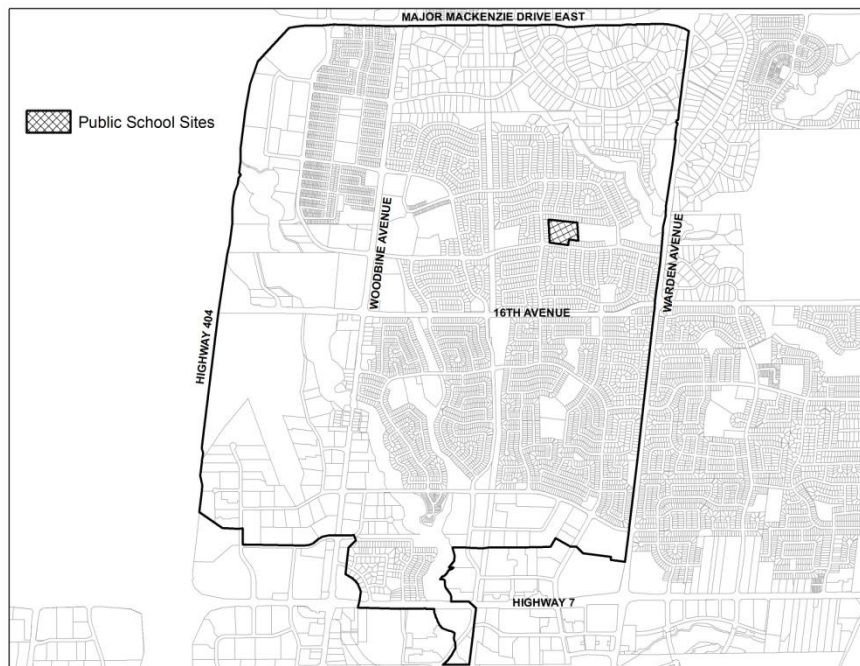 MAJOR MACKENZIE DRIVE EAST
Public School Sites
WOODBINE AVENUE
WARDEN AVENUE
16TH AVENUE
HIGHWAY 404
HIGHWAY 7